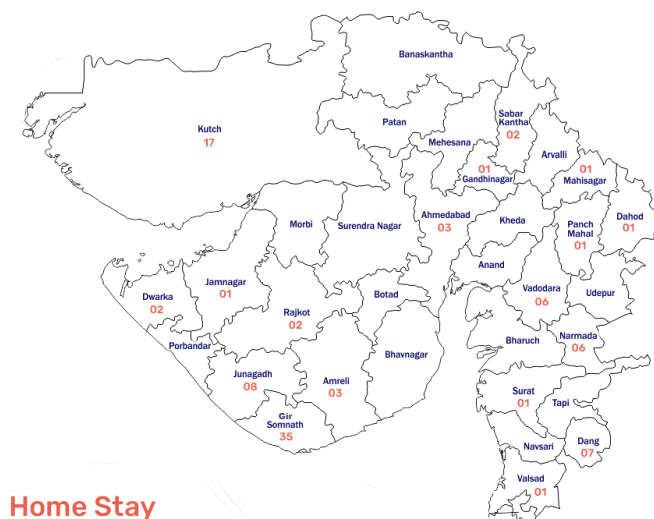 Banaskantha
Patan
Sabar
Kantha
02
Kutch
17
Mehesana
Arvalli
01
Gandhinagar
01
Mahisagar
Morbi
Surendra Nagar
Ahmedabad
03
Kheda
Panch
Mahal
01
Dahod
01
Anand
Jamnagar
01
Dwarka
02
Botad
Vadodara
06
Udepur
Rajkot
02
Porbandar
Bharuch
Narmada
06
Bhavnagar
Junagadh
08
Amreli
03
Surat
01
Tapi
Gir
Somnath
35
Navsari
Dang
07
Valsad
01
Home Stay